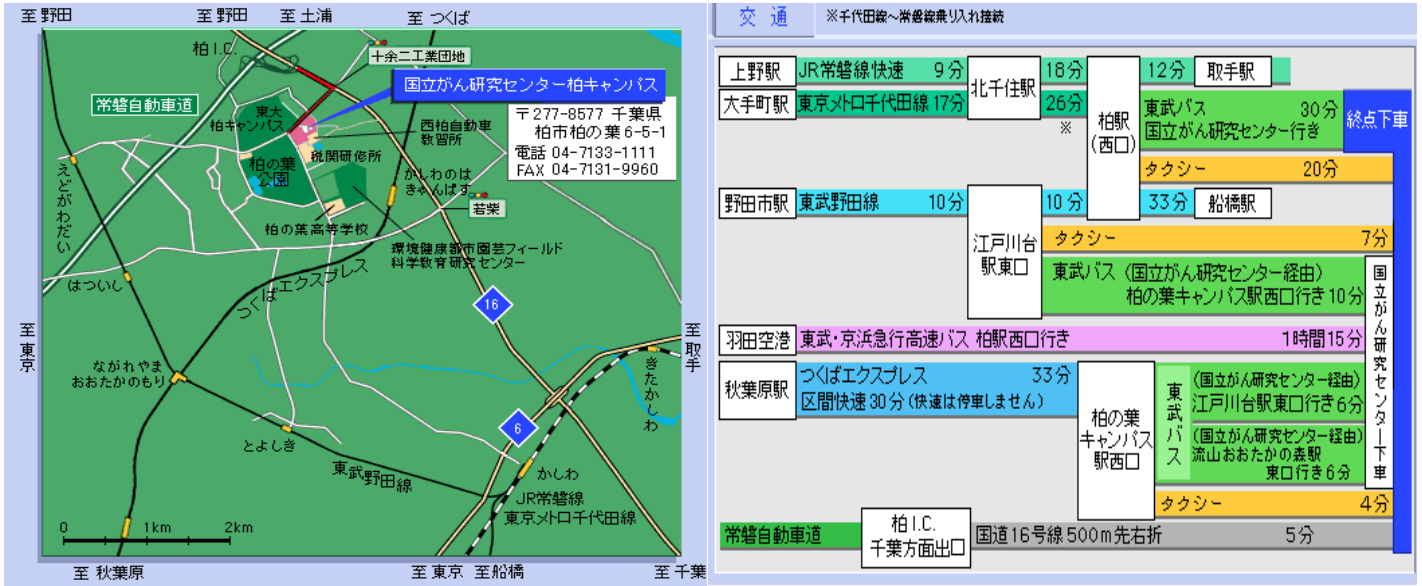 至 野田
至 野田
至 土浦
至 つくば
柏 I.C.
十余二工業団地
国立がん研究センター柏キャンパス
常磐自動車道
東大
柏キャンパス
〒277-8577 千葉県
柏市柏の葉6-5-1
電話 04-7133-1111
FAX 04-7131-9960
西柏自動車
教習所
税関研修所
柏の葉
公園
かしわのは
きゃんぱす
若柴
えどがわだい
柏の葉高等学校
環境健康都市園芸フィールド
科学教育研究センター
はついし
つくばエクスプレス
16
至 東京
至 取手
ながれやま
おおたかのもり
きたかしわ
6
とよしき
かしわ
東武野田線
JR常磐線
東京メトロ千代田線
0 1km 2km
至 秋葉原
至 東京
至船橋
至 千葉
交 通
※千代田線～常磐線乗り入れ接続
上野駅 JR常磐線快速 9分 北千住駅 18分 12分 取手駅
大手町駅 東京メトロ千代田線 17分 26分
※
柏駅
(西口)
東武バス 30分
国立がん研究センター行き
終点下車
タクシー 20分
野田市駅 東武野田線 10分 10分 33分 船橋駅
江戸川台
駅東口
タクシー 7分
東武バス (国立がん研究センター経由)
柏の葉キャンパス駅西口行き 10分
国立がん研究センター下車
羽田空港 東武・京浜急行高速バス 柏駅西口行き 1時間15分
秋葉原駅
つくばエクスプレス 33分
区間快速30分(快速は停車しません)
柏の葉
キャンパス
駅西口
東武バス
(国立がん研究センター経由)
江戸川台駅東口行き6分
(国立がん研究センター経由)
流山おおたかの森駅
東口行き6分
タクシー 4分
常磐自動車道
柏 I.C.
千葉方面出口
国道16号線500m先右折 5分